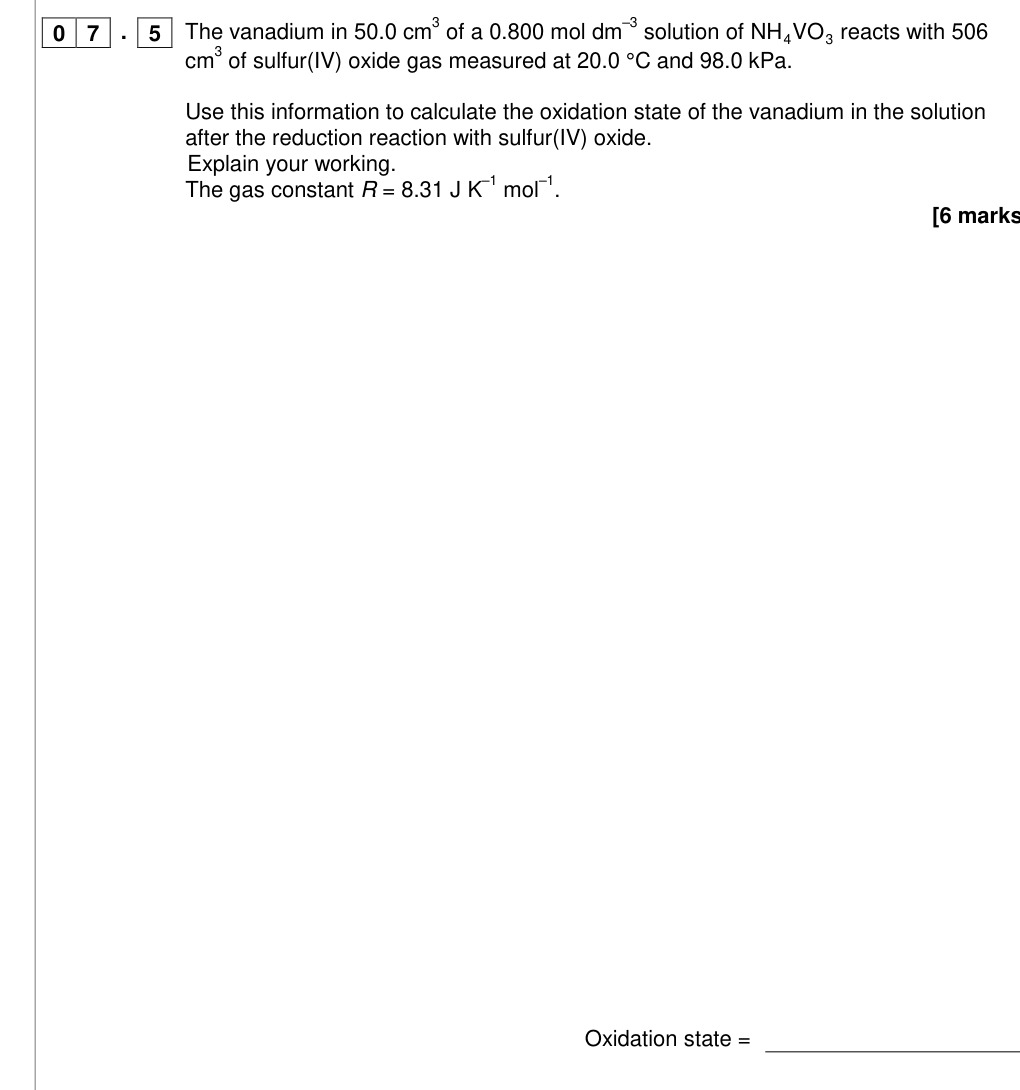 0 7 . 5 The vanadium in 50.0 cm³ of a 0.800 mol dm⁻³ solution of NH₄VO₃ reacts with 506
cm³ of sulfur(IV) oxide gas measured at 20.0 °C and 98.0 kPa.
Use this information to calculate the oxidation state of the vanadium in the solution
after the reduction reaction with sulfur(IV) oxide.
Explain your working.
The gas constant R = 8.31 J K⁻¹ mol⁻¹.
[6 marks
Oxidation state =